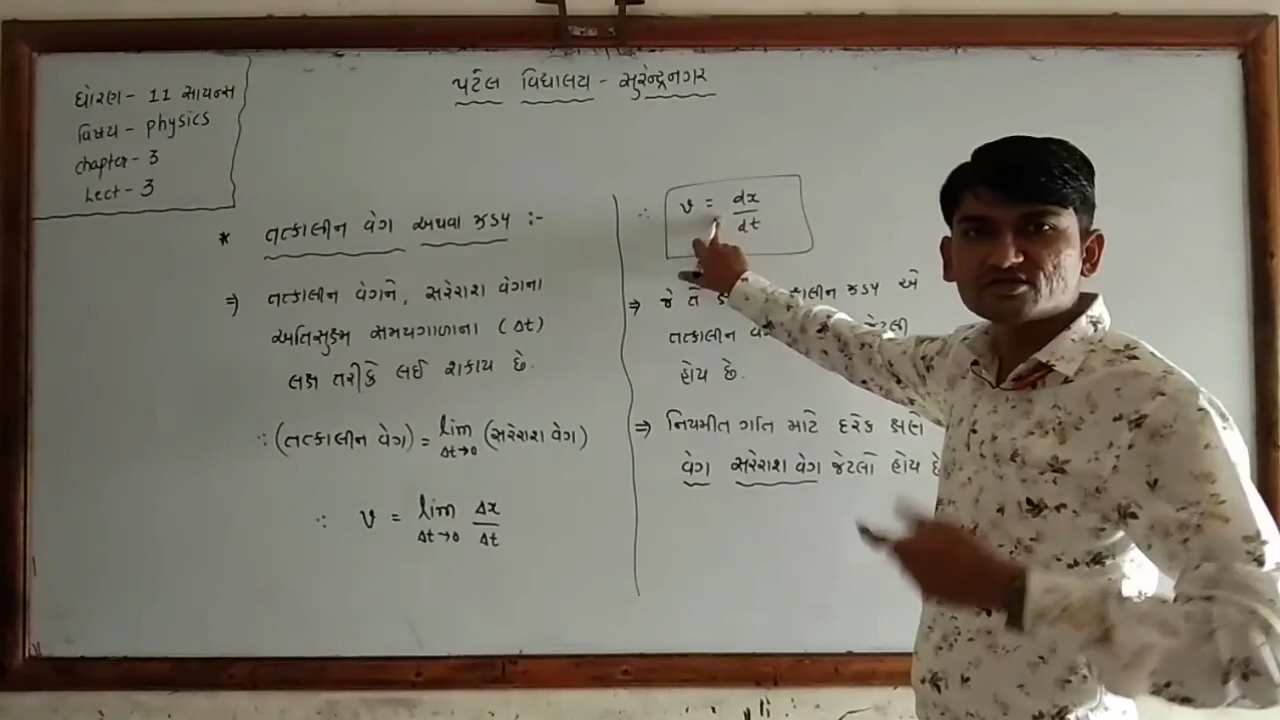 પટેલ વિદ્યાલય - સુરેન્દ્રનગર
ધોરણ - 11 સાયન્સ
વિષય - physics
chapter - 3
Lect - 3
* તત્કાલીન વેગ અથવા ઝડપ :-
⇒ તત્કાલીન વેગને, સરેરાશ વેગના
અતિસુક્ષ્મ સમયગાળાના (Δt)
લક્ષ તરીકે લઈ શકાય છે.
∴ (તત્કાલીન વેગ) = lim Δt→0 (સરેરાશ વેગ)
∴ v = lim Δt→0 Δx/Δt
∴ v = dx/dt
⇒ જે તે ઝડપ એ
તત્કાલીન જેટલી
હોય છે.
⇒ નિયમીત ગતિ માટે દરેક ક્ષણે
વેગ સરેરાશ વેગ જેટલો હોય છે